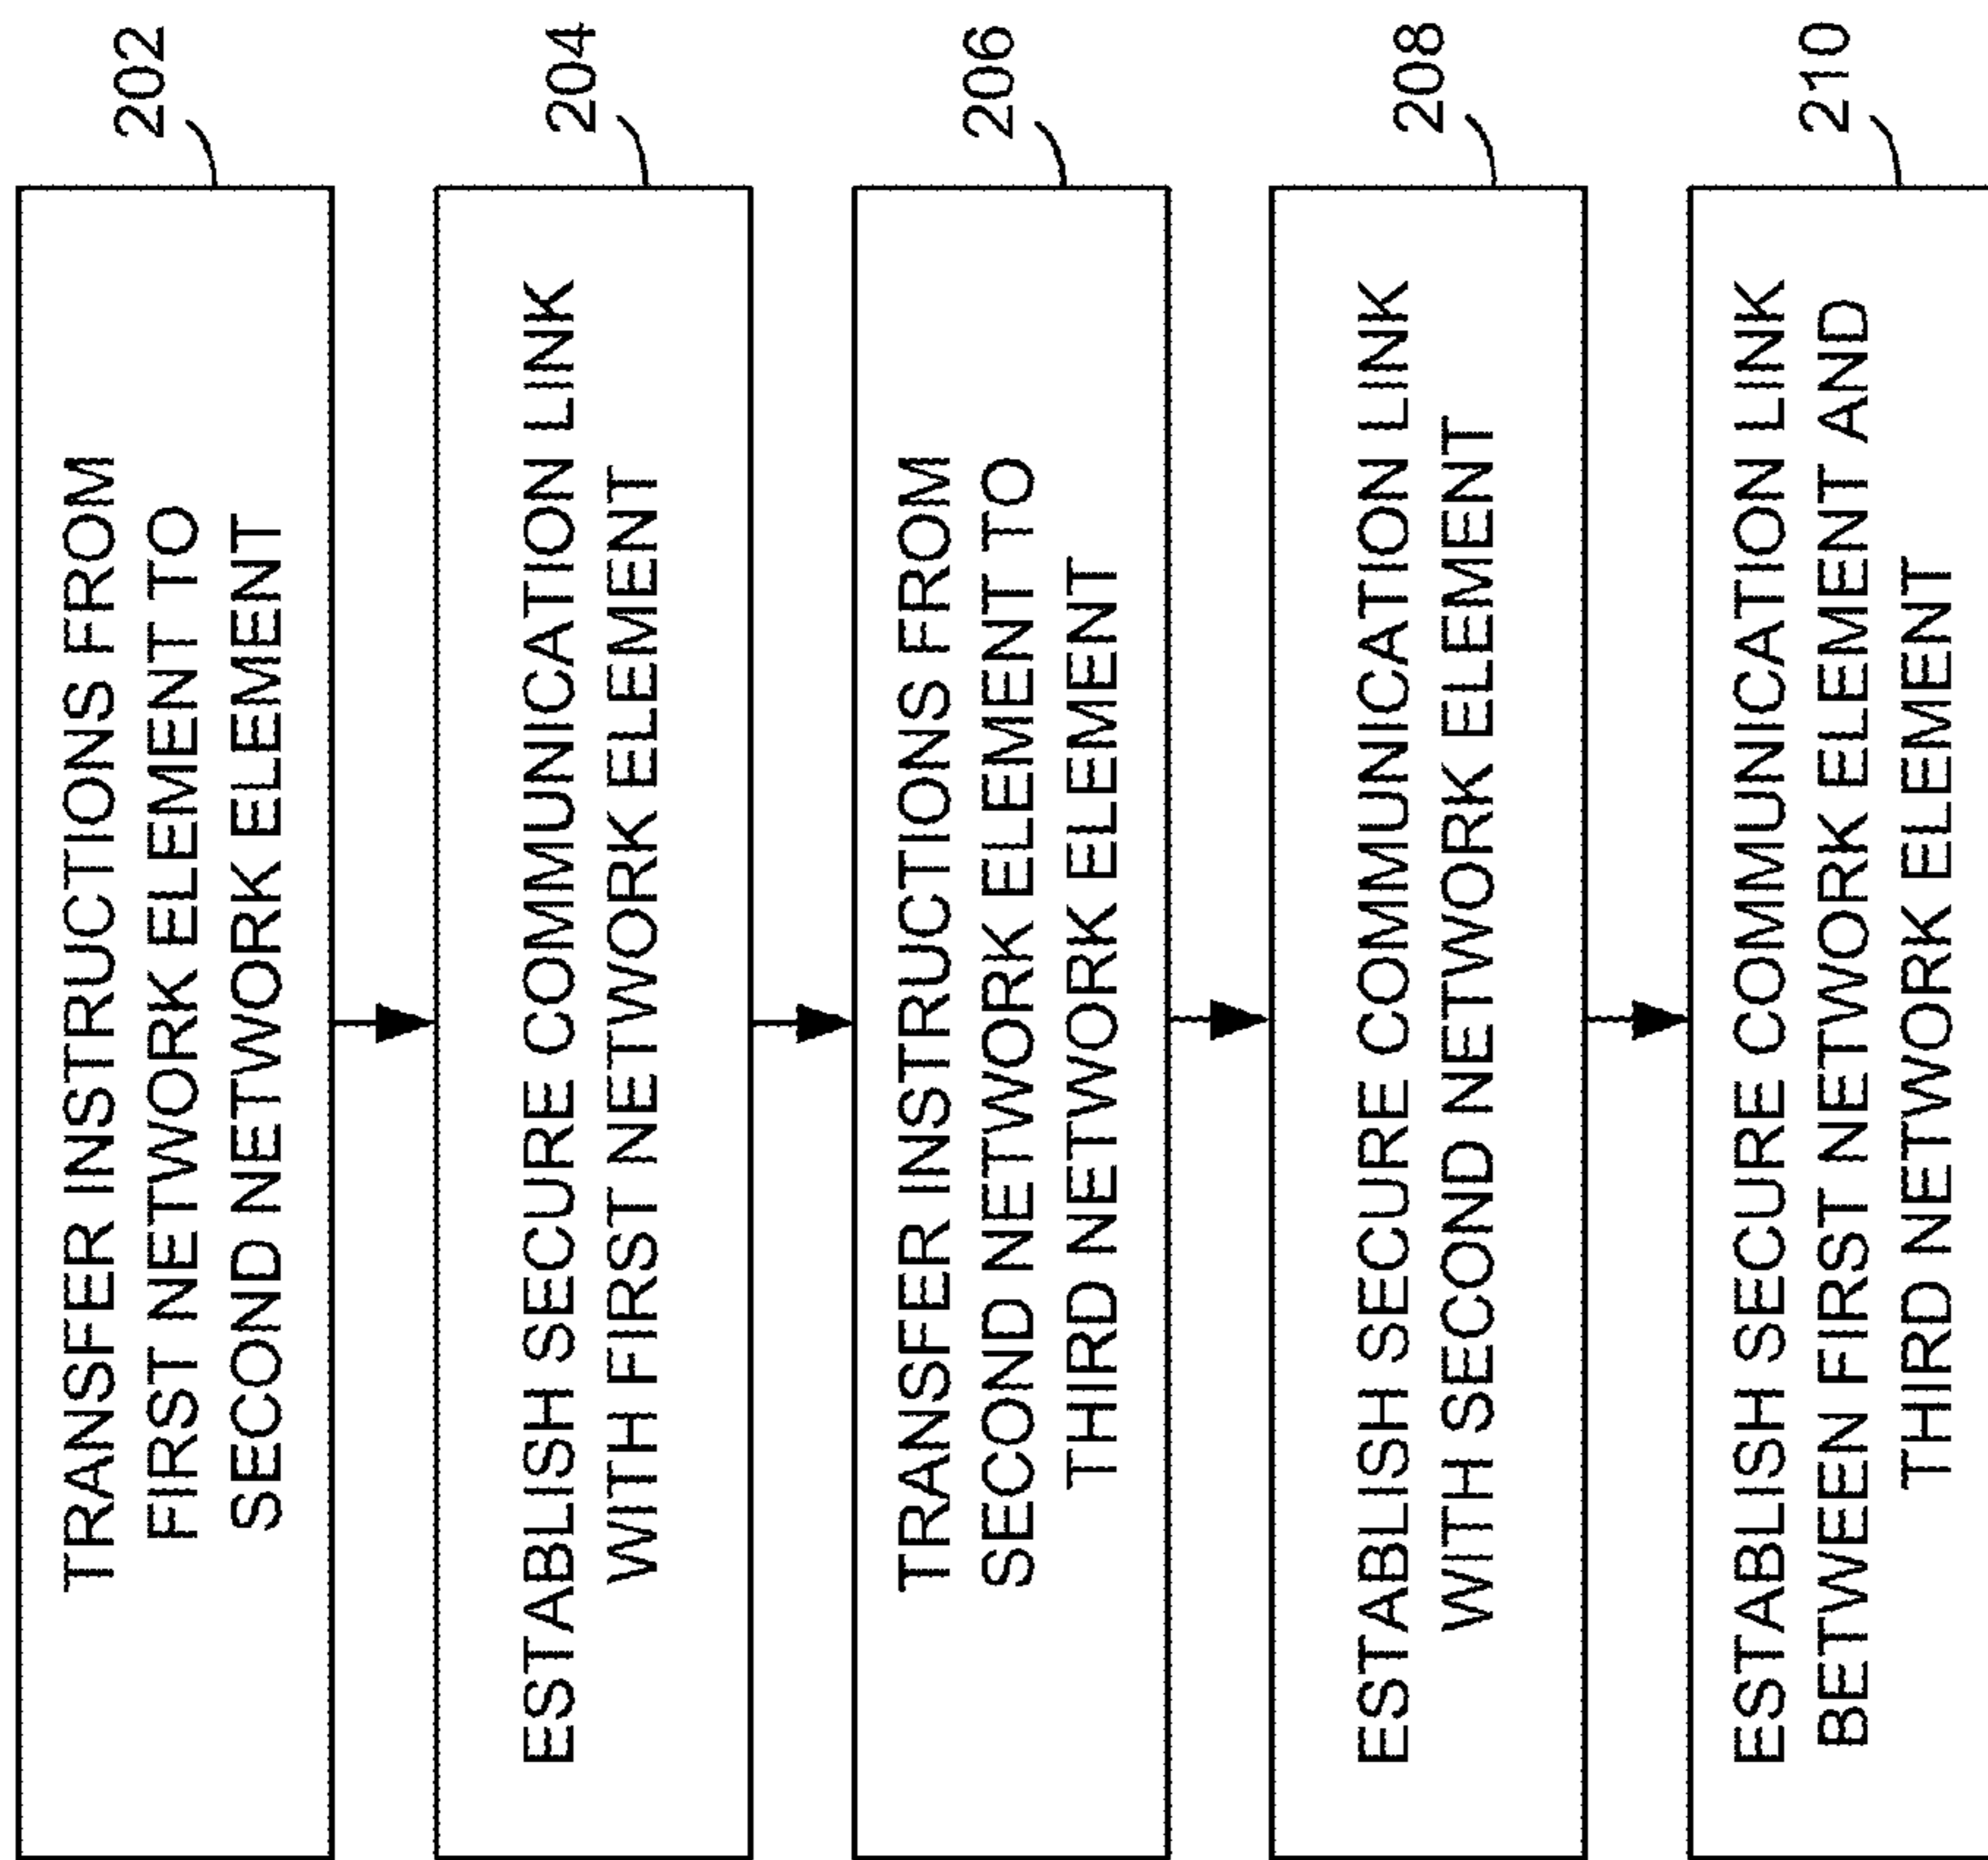 202
TRANSFER INSTRUCTIONS FROM
FIRST NETWORK ELEMENT TO
SECOND NETWORK ELEMENT
204
ESTABLISH SECURE COMMUNICATION LINK
WITH FIRST NETWORK ELEMENT
206
TRANSFER INSTRUCTIONS FROM
SECOND NETWORK ELEMENT TO
THIRD NETWORK ELEMENT
208
ESTABLISH SECURE COMMUNICATION LINK
WITH SECOND NETWORK ELEMENT
210
ESTABLISH SECURE COMMUNICATION LINK
BETWEEN FIRST NETWORK ELEMENT AND
THIRD NETWORK ELEMENT